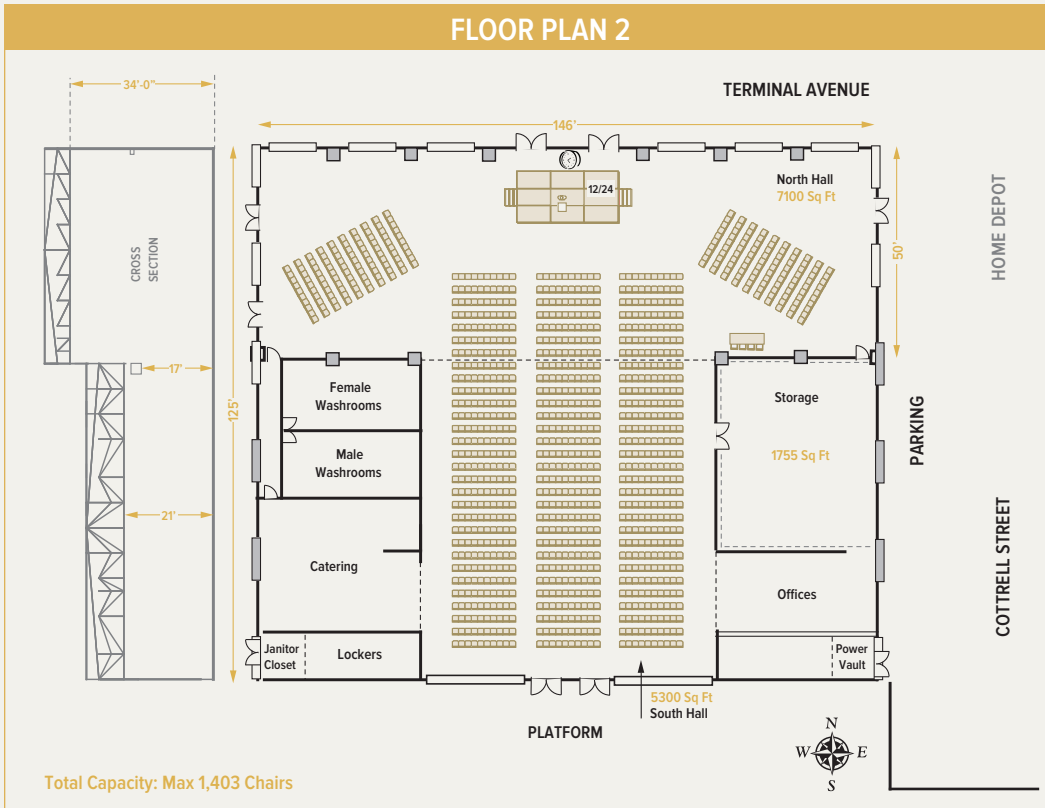 FLOOR PLAN 2
34'-0"
TERMINAL AVENUE
146'
12/24
North Hall
7100 Sq Ft
CROSS
SECTION
HOME DEPOT
50'
17'
125'
Female
Washrooms
Storage
PARKING
Male
Washrooms
1755 Sq Ft
21'
Catering
Offices
COTTRELL STREET
Janitor
Closet
Lockers
Power
Vault
5300 Sq Ft
South Hall
PLATFORM
N
W E
S
Total Capacity: Max 1,403 Chairs